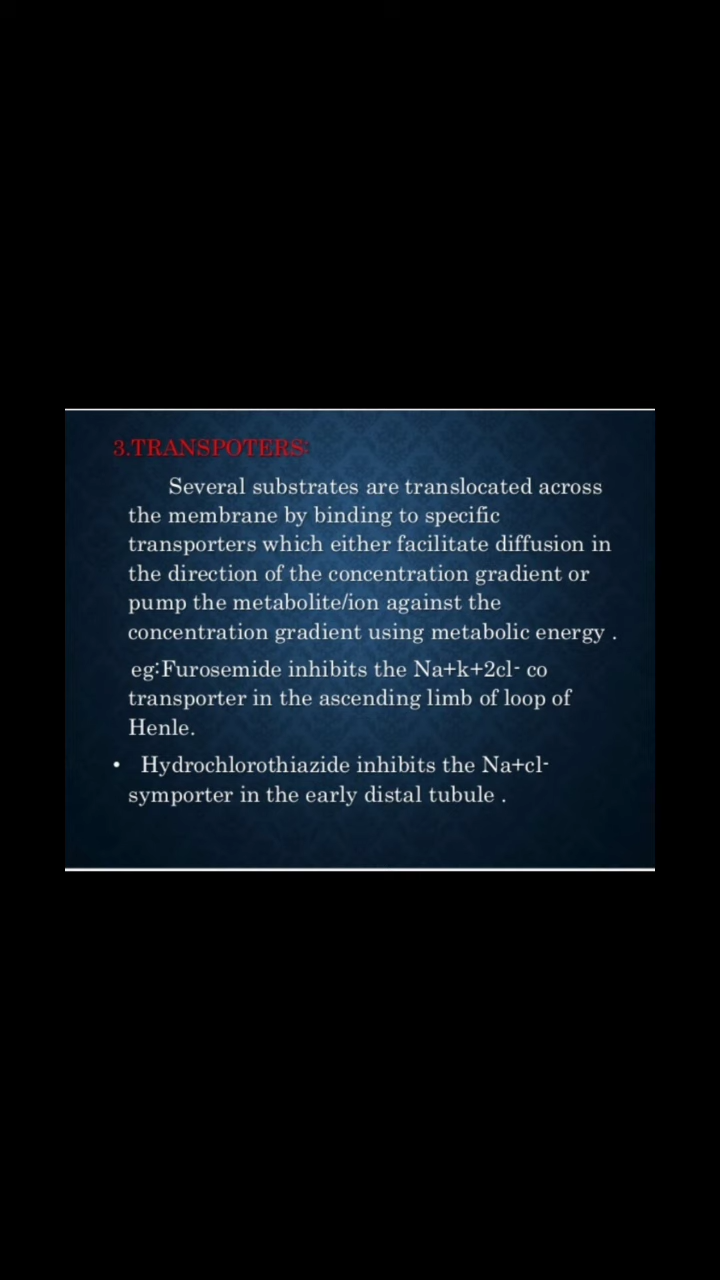 3.TRANSPOTERS:
Several substrates are translocated across
the membrane by binding to specific
transporters which either facilitate diffusion in
the direction of the concentration gradient or
pump the metabolite/ion against the
concentration gradient using metabolic energy .
eg:Furosemide inhibits the Na+k+2cl- co
transporter in the ascending limb of loop of
Henle.
• Hydrochlorothiazide inhibits the Na+cl-
symporter in the early distal tubule .